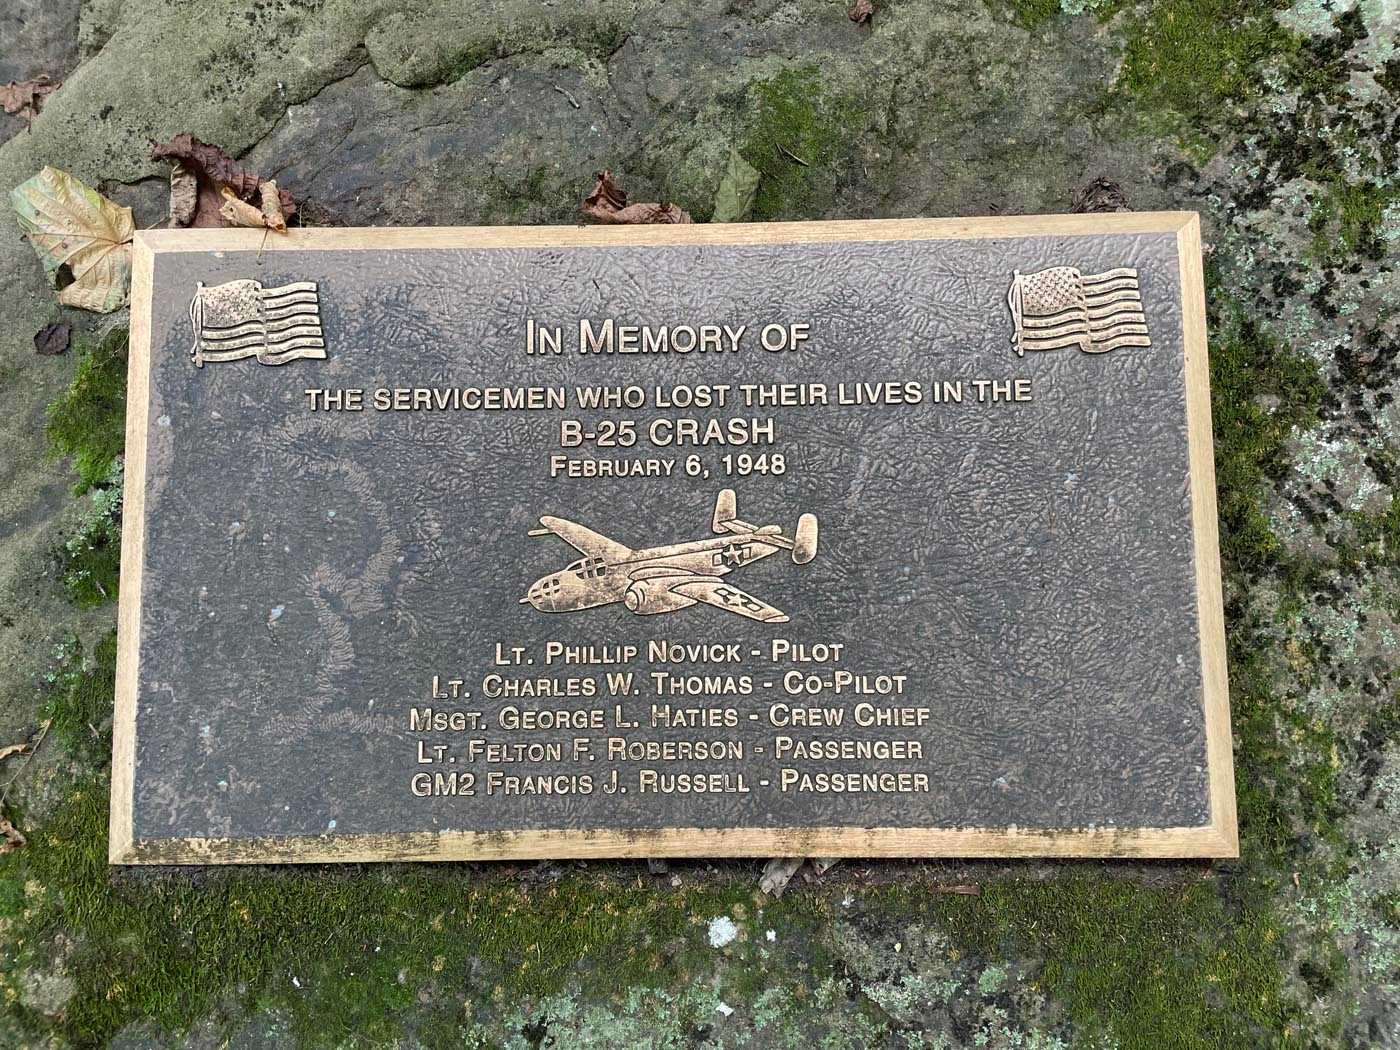 In Memory of
the servicemen who lost their lives in the
B-25 crash
February 6, 1948
Lt. Phillip Novick - Pilot
Lt. Charles W. Thomas - Co-Pilot
Msgt. George L. Haties - Crew Chief
Lt. Felton F. Roberson - Passenger
GM2 Francis J. Russell - Passenger